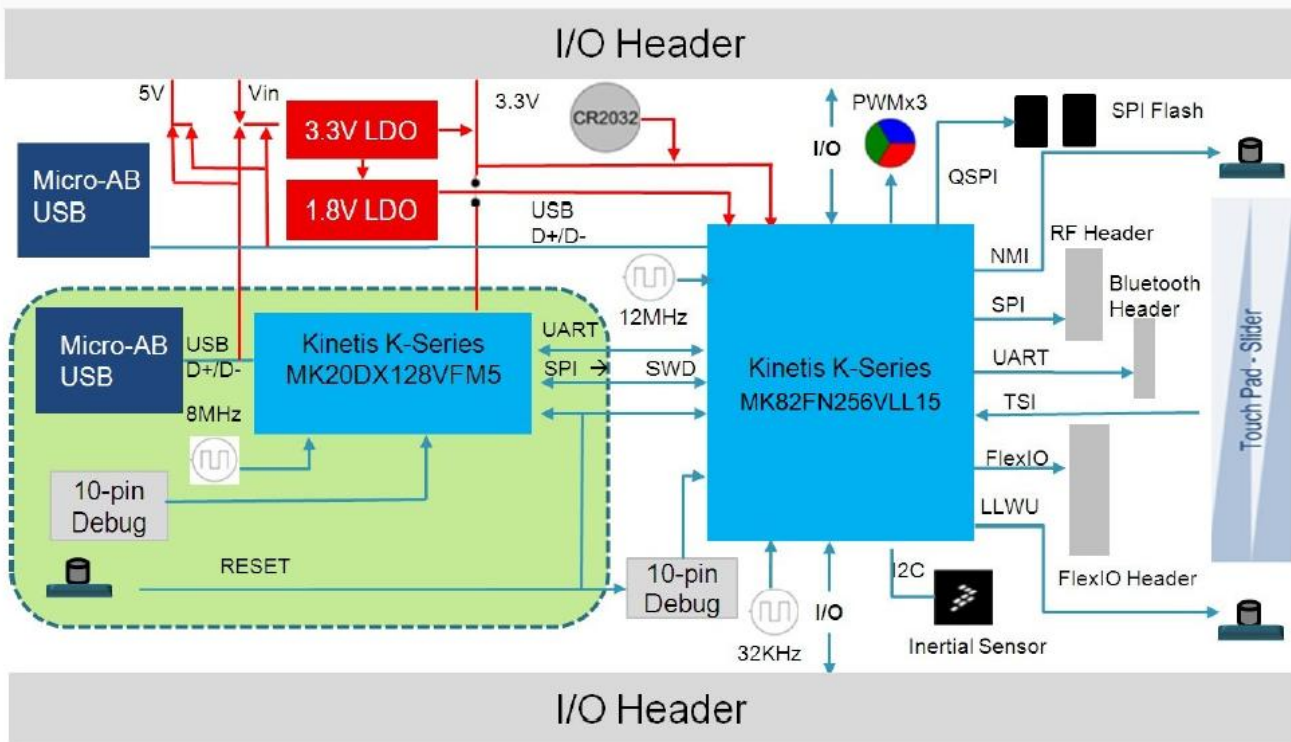 I/O Header
5V
Vin
3.3V LDO
3.3V
CR2032
I/O
PWMx3
SPI Flash
Micro-AB
USB
1.8V LDO
USB
D+/D-
QSPI
NMI
RF Header
12MHz
SPI
Bluetooth
Header
Micro-AB
USB
USB
D+/D-
Kinetis K-Series
MK20DX128VFM5
UART
SPI →
SWD
Kinetis K-Series
MK82FN256VLL15
UART
TSI
Touch Pad - Slider
8MHz
FlexIO
10-pin
Debug
LLWU
RESET
10-pin
Debug
I2C
FlexIO Header
I/O
32KHz
Inertial Sensor
I/O Header